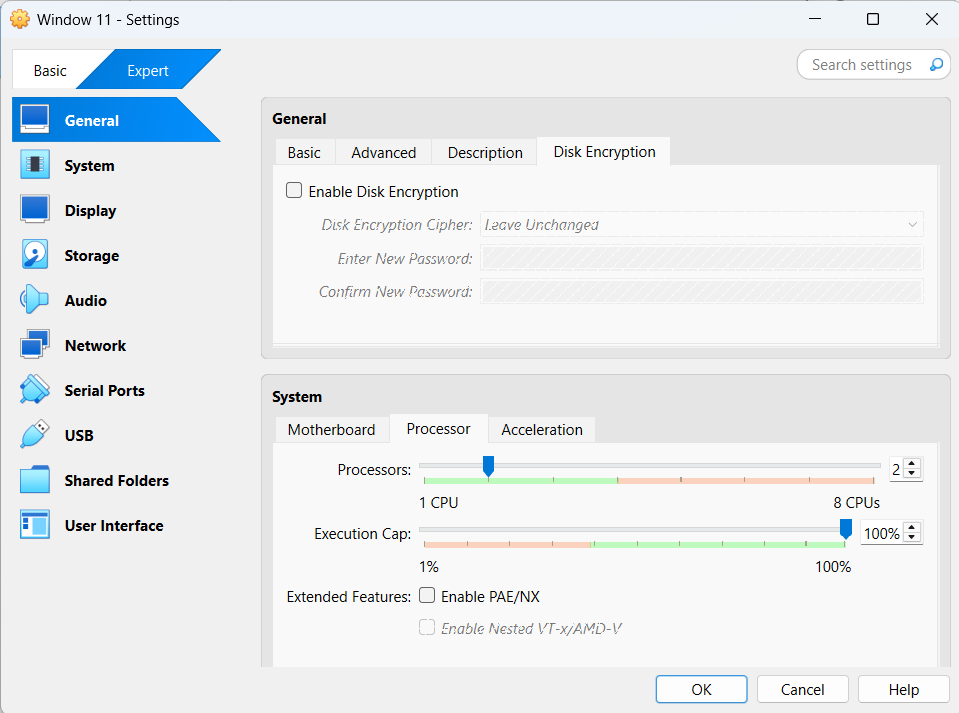 Window 11 - Settings
Basic
Expert
Search settings
General
System
Display
Storage
Audio
Network
Serial Ports
USB
Shared Folders
User Interface
General
Basic Advanced Description Disk Encryption
Enable Disk Encryption
Disk Encryption Cipher: Leave Unchanged
Enter New Password:
Confirm New Password:
System
Motherboard Processor Acceleration
Processors: 2
1 CPU 8 CPUs
Execution Cap: 100%
1% 100%
Extended Features: Enable PAE/NX
Enable Nested VT-x/AMD-V
OK Cancel Help